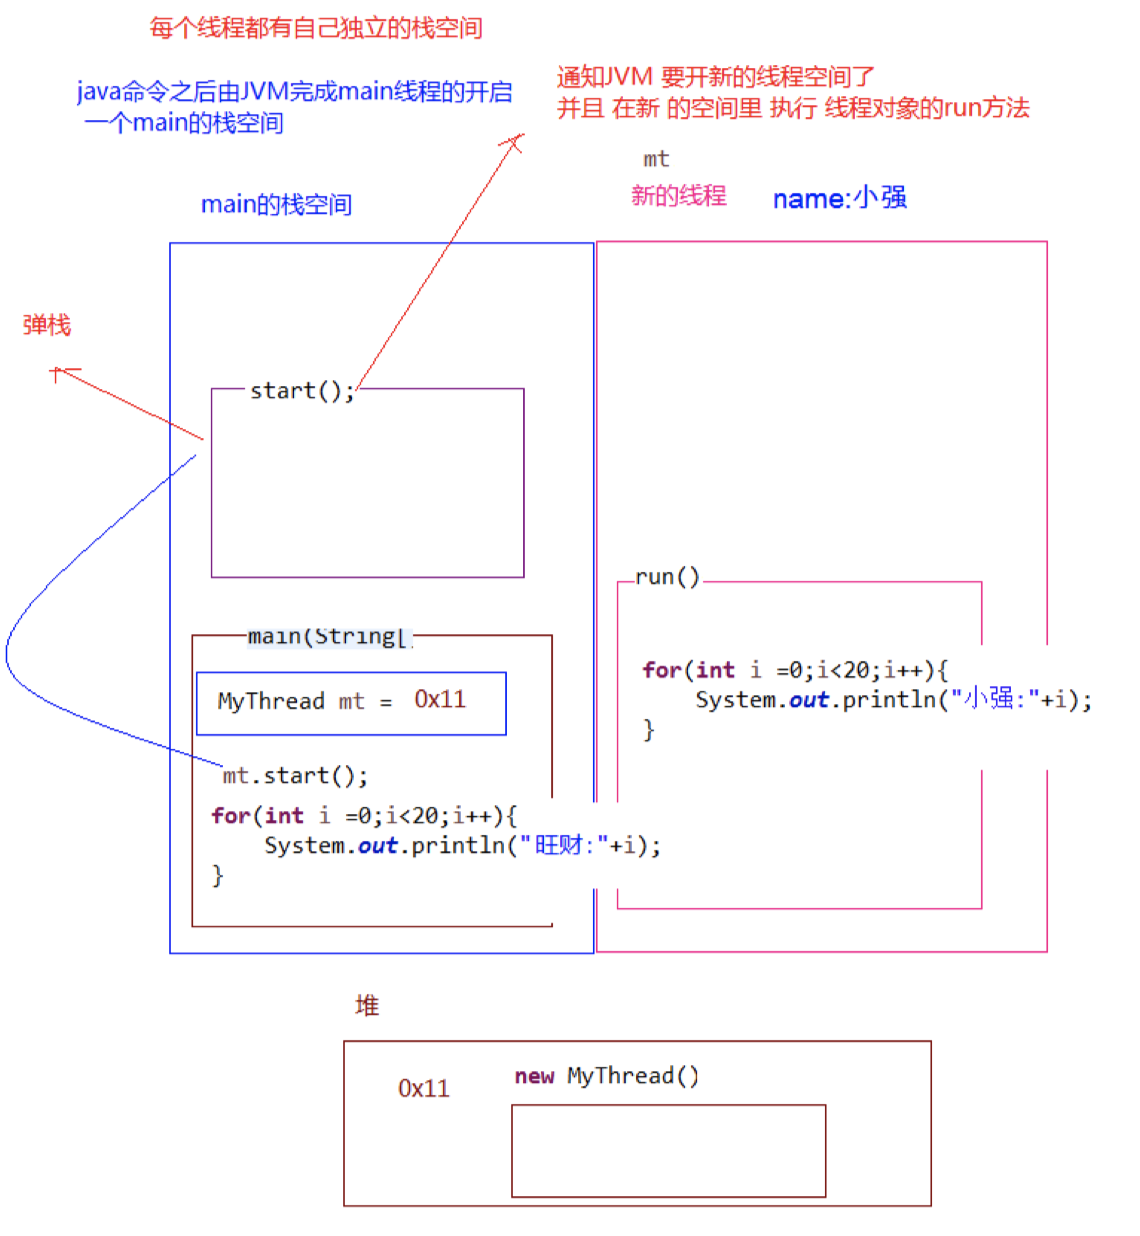 每个线程都有自己独立的栈空间
java命令之后由JVM完成main线程的开启
一个main的栈空间
通知JVM 要开新的线程空间了
并且 在新 的空间里 执行 线程对象的run方法
mt
新的线程 name:小强
main的栈空间
弹栈
start();
run()
for(int i =0;i<20;i++){
System.out.println("小强:"+i);
}
main(String[]
MyThread mt = 0x11
mt.start();
for(int i =0;i<20;i++){
System.out.println("旺财:"+i);
}
堆
0x11
new MyThread()